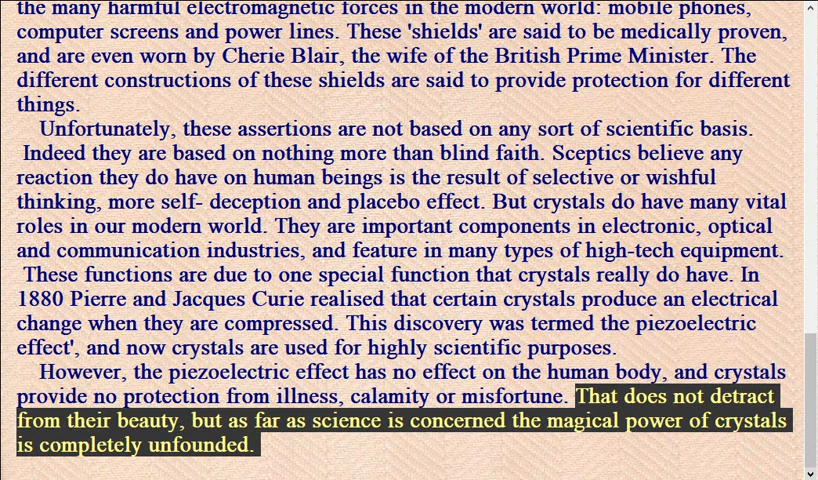 the many harmful electromagnetic forces in the modern world: mobile phones,
computer screens and power lines. These 'shields' are said to be medically proven,
and are even worn by Cherie Blair, the wife of the British Prime Minister. The
different constructions of these shields are said to provide protection for different
things.
Unfortunately, these assertions are not based on any sort of scientific basis.
Indeed they are based on nothing more than blind faith. Sceptics believe any
reaction they do have on human beings is the result of selective or wishful
thinking, more self- deception and placebo effect. But crystals do have many vital
roles in our modern world. They are important components in electronic, optical
and communication industries, and feature in many types of high-tech equipment.
These functions are due to one special function that crystals really do have. In
1880 Pierre and Jacques Curie realised that certain crystals produce an electrical
change when they are compressed. This discovery was termed the piezoelectric
effect', and now crystals are used for highly scientific purposes.
However, the piezoelectric effect has no effect on the human body, and crystals
provide no protection from illness, calamity or misfortune. That does not detract
from their beauty, but as far as science is concerned the magical power of crystals
is completely unfounded.